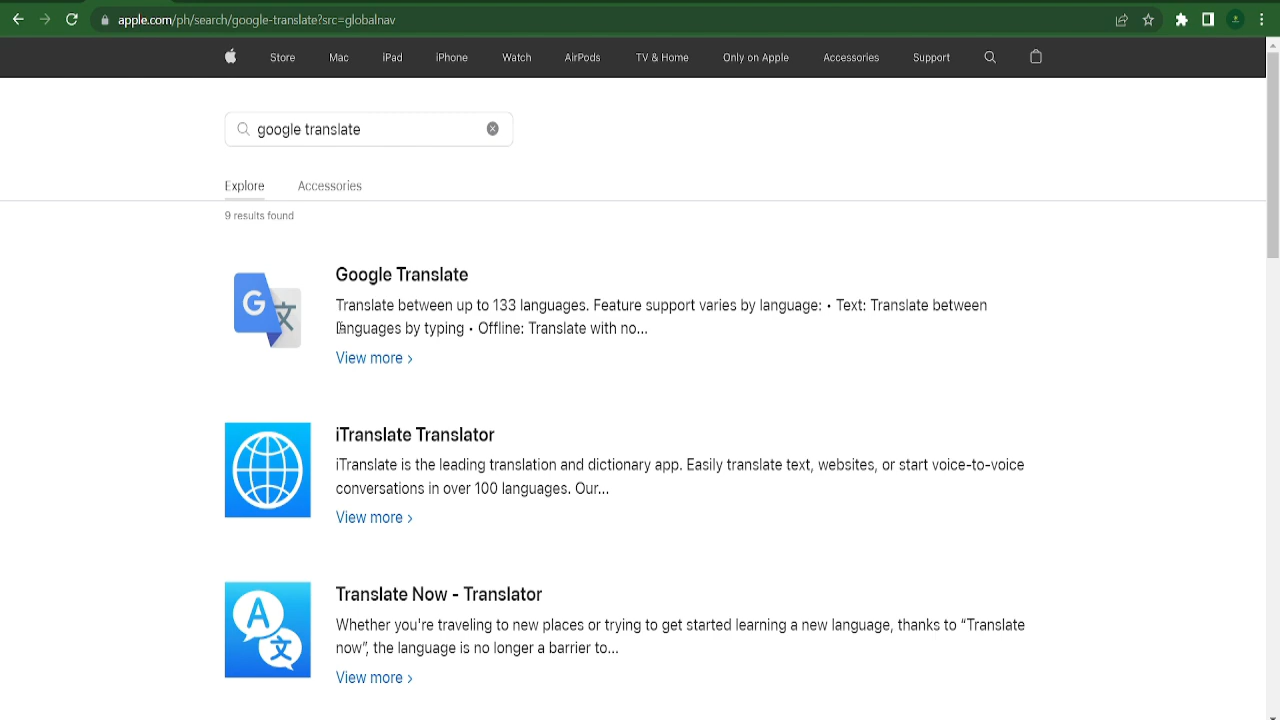 apple.com/ph/search/google-translate?src=globalnav
Store Mac iPad iPhone Watch AirPods TV & Home Only on Apple Accessories Support
google translate
Explore Accessories
9 results found
Google Translate
Translate between up to 133 languages. Feature support varies by language: • Text: Translate between
languages by typing • Offline: Translate with no...
View more >
iTranslate Translator
iTranslate is the leading translation and dictionary app. Easily translate text, websites, or start voice-to-voice
conversations in over 100 languages. Our...
View more >
Translate Now - Translator
Whether you're traveling to new places or trying to get started learning a new language, thanks to “Translate
now”, the language is no longer a barrier to...
View more >
G 文
A 文